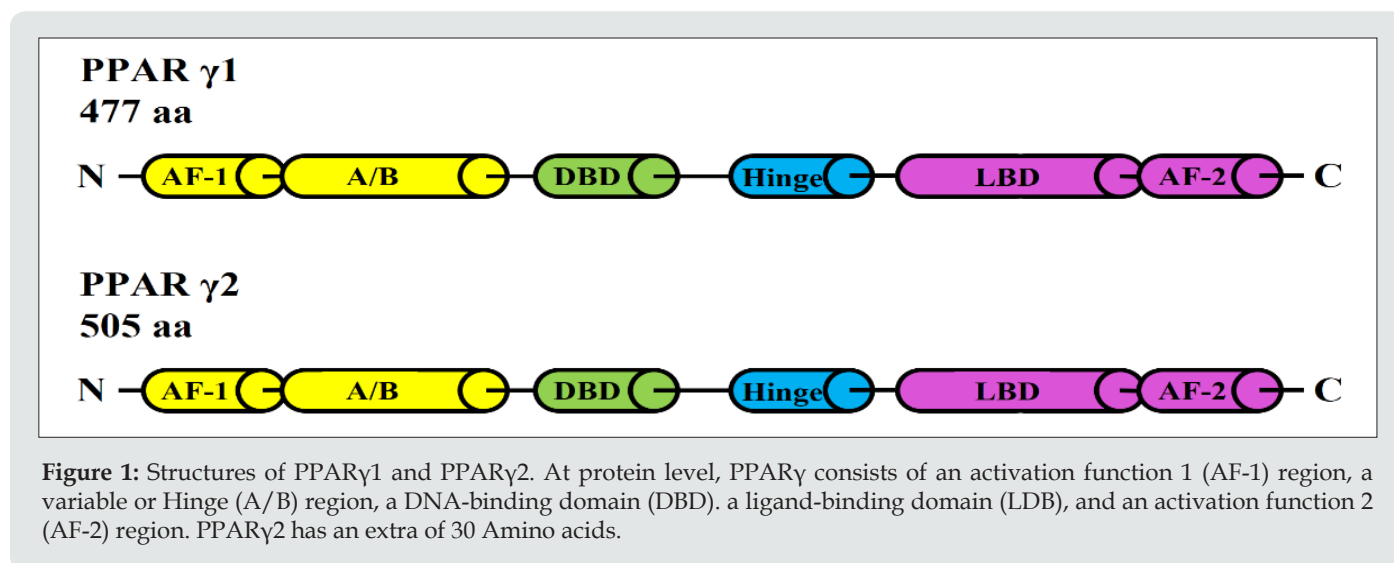 PPAR γ1
477 aa
N AF-1 A/B DBD Hinge LBD AF-2 C
PPAR γ2
505 aa
N AF-1 A/B DBD Hinge LBD AF-2 C
Figure 1: Structures of PPARγ1 and PPARγ2. At protein level, PPARγ consists of an activation function 1 (AF-1) region, a
variable or Hinge (A/B) region, a DNA-binding domain (DBD). a ligand-binding domain (LDB), and an activation function 2
(AF-2) region. PPARγ2 has an extra of 30 Amino acids.